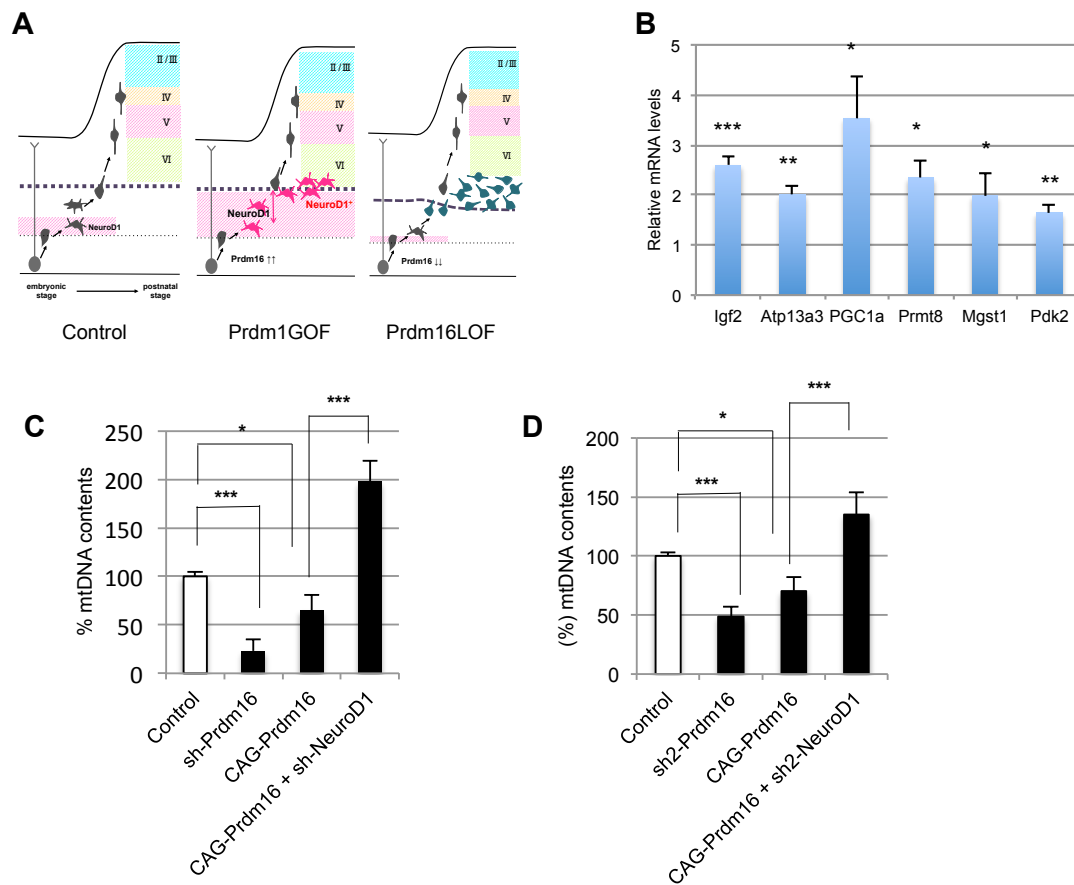 A
II / III
IV
V
VI
NeuroD1
embryonic stage
postnatal stage
Control
II / III
IV
V
VI
NeuroD1
NeuroD1+
Prdm16 ↑↑
Prdm1GOF
II / III
IV
V
VI
Prdm16 ↓↓
Prdm16LOF
B
Relative mRNA levels
5
4
3
2
1
0
***
**
*
*
*
**
Igf2 Atp13a3 PGC1a Prmt8 Mgst1 Pdk2
C
% mtDNA contents
250
200
150
100
50
0
***
*
***
Control
sh-Prdm16
CAG-Prdm16
CAG-Prdm16 + sh-NeuroD1
D
(%) mtDNA contents
200
150
100
50
0
***
*
***
Control
sh2-Prdm16
CAG-Prdm16
CAG-Prdm16 + sh2-NeuroD1